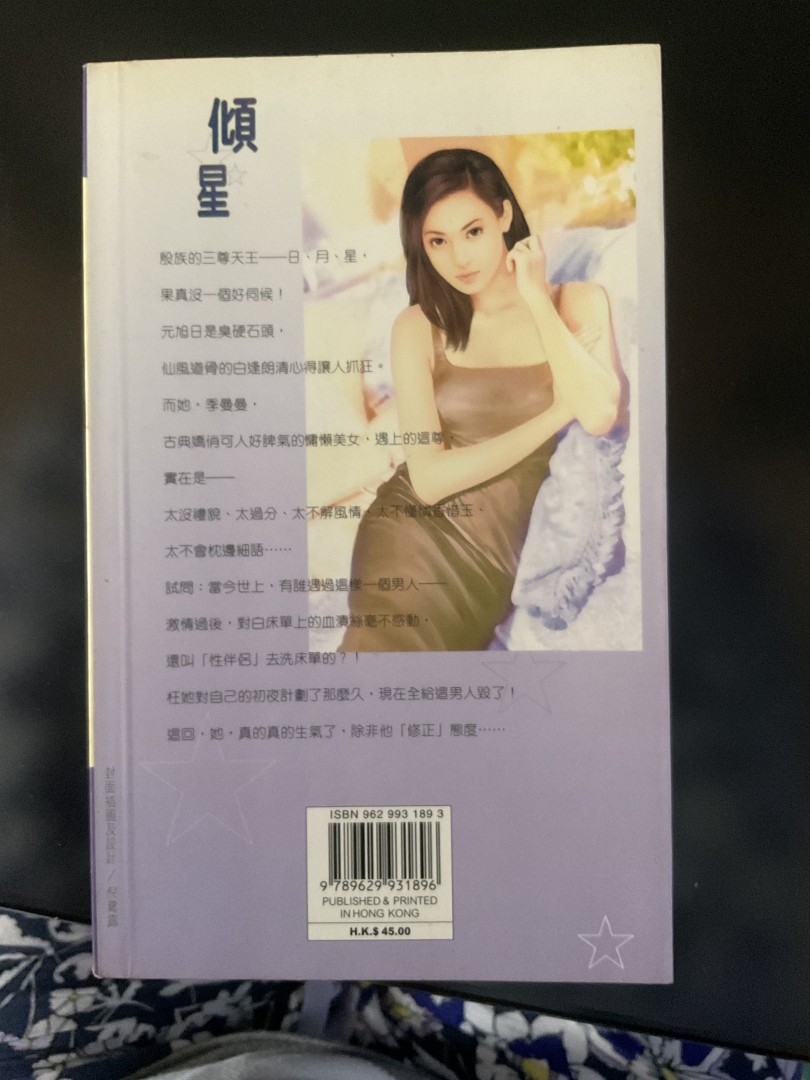 傾
星
殷族的三尊天王——日、月、星，
果真沒一個好伺候！
元旭日是臭硬石頭，
仙風道骨的白逢朗清心得讓人抓狂。
而她，季曼曼，
古典嬌俏可人好脾氣的慵懶美女，遇上的這尊，
實在是——
太沒禮貌、太過分、太不解風情、太不懂憐香惜玉、
太不會枕邊細語……
試問：當今世上，有誰遇過這樣一個男人——
激情過後，對白床單上的血漬絲毫不感動，
還叫「性伴侶」去洗床單的？！
枉她對自己的初夜計劃了那麼久，現在全給這男人毀了！
這回，她，真的真的生氣了，除非他「修正」態度……
封面插圖及設計／
ISBN 962 993 189 3
9 789629 931896
PUBLISHED & PRINTED
IN HONG KONG
H.K.$ 45.00